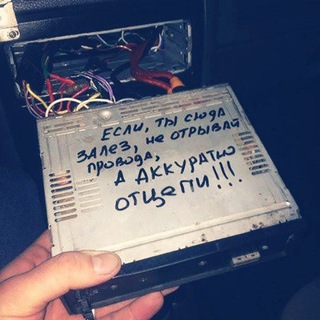 ЕСЛИ, ТЫ СЮДА
ЗАЛЕЗ, НЕ ОТРЫВАЙ
ПРОВОДА,
А АККУРАТНО
ОТЦЕПИ!!!